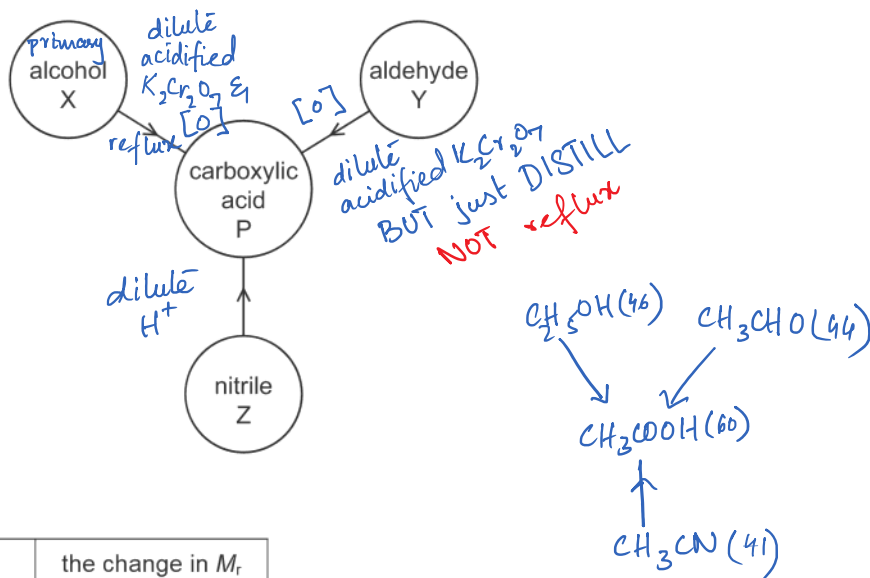 primary
alcohol
X
dilute
acidified
K₂Cr₂O₇ &
[O]
reflux
aldehyde
Y
[O]
dilute
acidified K₂Cr₂O₇
BUT just DISTILL
NOT reflux
carboxylic
acid
P
dilute
H⁺
nitrile
Z
C₂H₅OH (46)
CH₃CHO (44)
CH₃COOH (60)
CH₃CN (41)
the change in Mᵣ